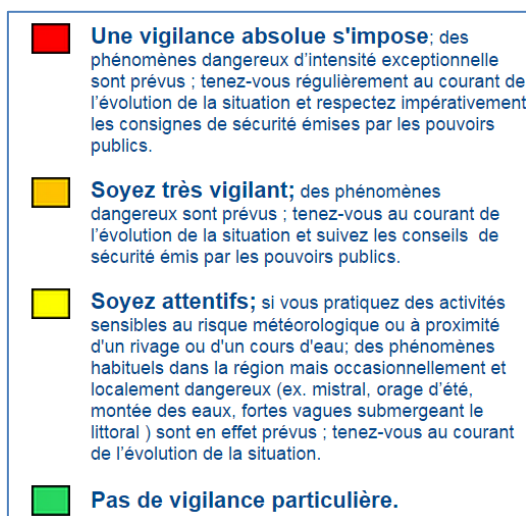 Une vigilance absolue s'impose; des
phénomènes dangereux d'intensité exceptionnelle
sont prévus ; tenez-vous régulièrement au courant de
l'évolution de la situation et respectez impérativement
les consignes de sécurité émises par les pouvoirs
publics.
Soyez très vigilant; des phénomènes
dangereux sont prévus ; tenez-vous au courant de
l'évolution de la situation et suivez les conseils de
sécurité émis par les pouvoirs publics.
Soyez attentifs; si vous pratiquez des activités
sensibles au risque météorologique ou à proximité
d'un rivage ou d'un cours d'eau; des phénomènes
habituels dans la région mais occasionnellement et
localement dangereux (ex. mistral, orage d'été,
montée des eaux, fortes vagues submergeant le
littoral ) sont en effet prévus ; tenez-vous au courant
de l'évolution de la situation.
Pas de vigilance particulière.